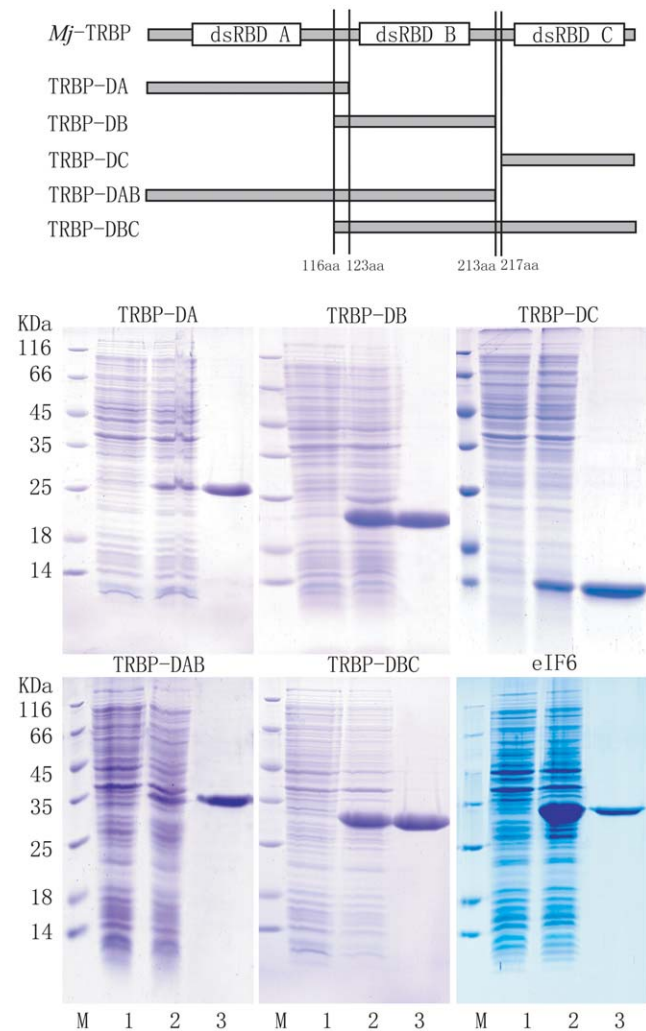 Mj-TRBP dsRBD A dsRBD B dsRBD C
TRBP-DA
TRBP-DB
TRBP-DC
TRBP-DAB
TRBP-DBC
116aa 123aa 213aa 217aa
KDa TRBP-DA TRBP-DB TRBP-DC
116
66
45
35
25
18
14
KDa TRBP-DAB TRBP-DBC eIF6
116
66
45
35
25
18
14
M 1 2 3 M 1 2 3 M 1 2 3